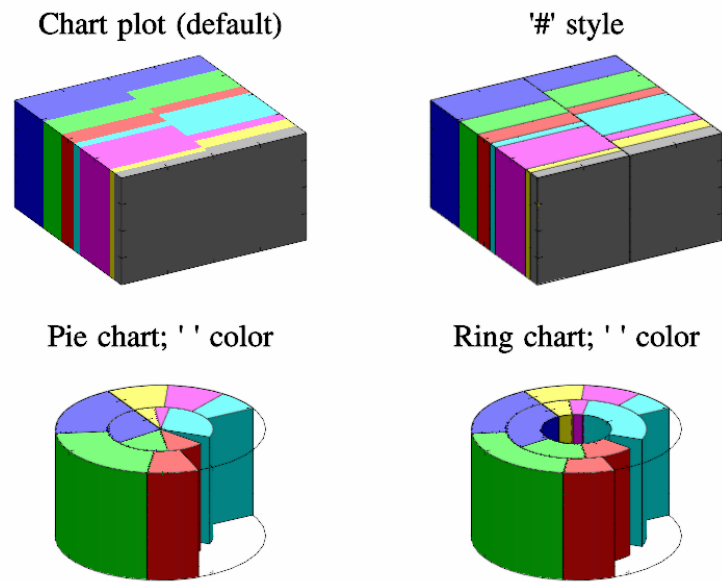 Chart plot (default)
'#' style
Pie chart; ' ' color
Ring chart; ' ' color